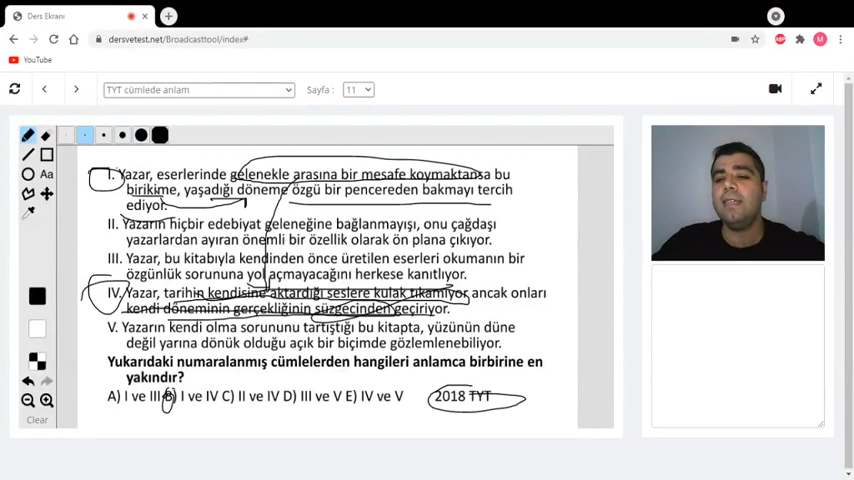 Ders Ekranı
dersvetest.net/Broadcasttool/index#
M
YouTube
TYT cümlede anlam
Sayfa :
11
Aa
Clear
I. Yazar, eserlerinde gelenekle arasına bir mesafe koymaktansa bu
birikime, yaşadığı döneme özgü bir pencereden bakmayı tercih
ediyor.
II. Yazarın hiçbir edebiyat geleneğine bağlanmayışı, onu çağdaşı
yazarlardan ayıran önemli bir özellik olarak ön plana çıkıyor.
III. Yazar, bu kitabıyla kendinden önce üretilen eserleri okumanın bir
özgünlük sorununa yol açmayacağını herkese kanıtlıyor.
IV. Yazar, tarihin kendisine aktardığı seslere kulak tıkamıyor ancak onları
kendi döneminin gerçekliğinin süzgecinden geçiriyor.
V. Yazarın kendi olma sorununu tartıştığı bu kitapta, yüzünün düne
değil yarına dönük olduğu açık bir biçimde gözlemlenebiliyor.
Yukarıdaki numaralanmış cümlelerden hangileri anlamca birbirine en
yakındır?
A) I ve III B) I ve IV C) II ve IV D) III ve V E) IV ve V 2018 TYT